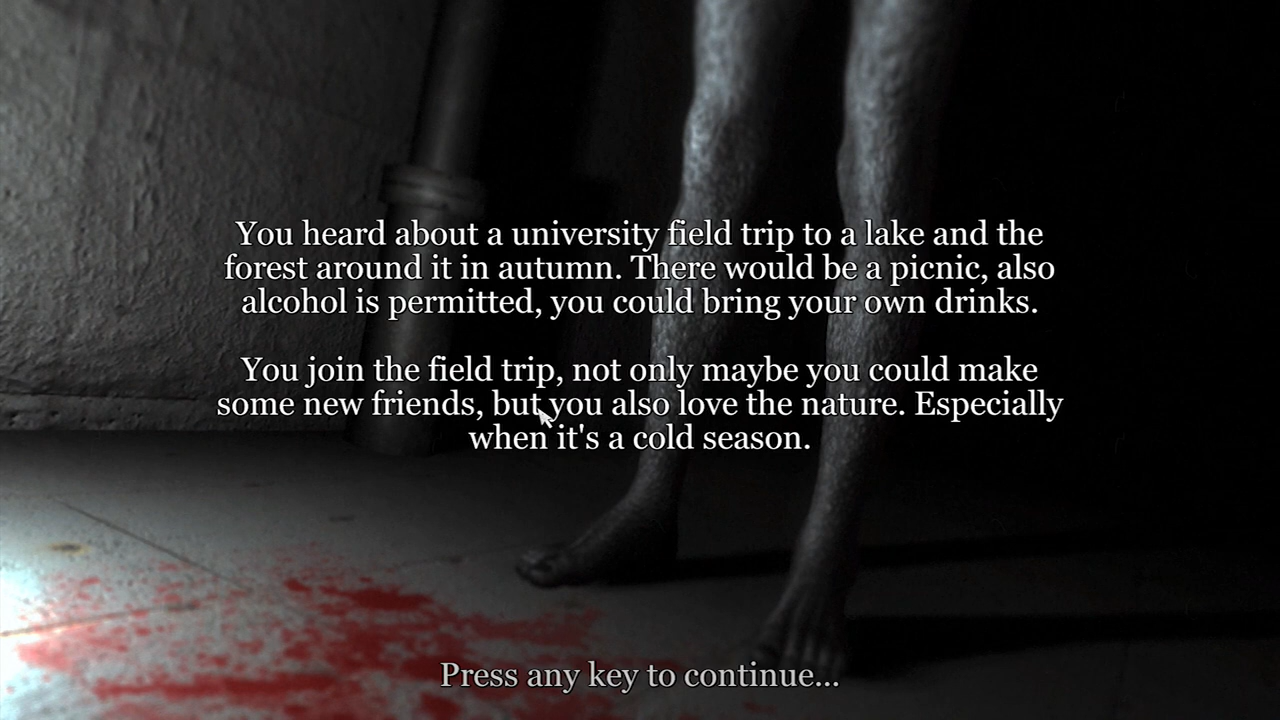 You heard about a university field trip to a lake and the
forest around it in autumn. There would be a picnic, also
alcohol is permitted, you could bring your own drinks.
You join the field trip, not only maybe you could make
some new friends, but you also love the nature. Especially
when it's a cold season.
Press any key to continue...